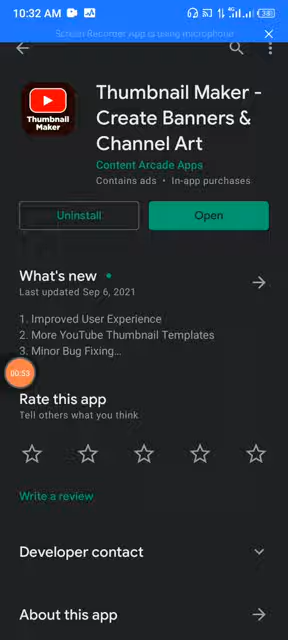 10:32 AM
Screen Recorder App is using microphone
Thumbnail Maker -
Create Banners &
Channel Art
Thumbnail
Maker
Content Arcade Apps
Contains ads • In-app purchases
Uninstall
Open
What's new
Last updated Sep 6, 2021
1. Improved User Experience
2. More YouTube Thumbnail Templates
3. Minor Bug Fixing...
00:53
Rate this app
Tell others what you think
Write a review
Developer contact
About this app